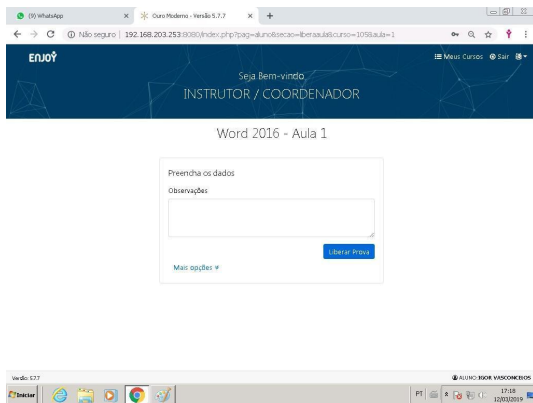 (9) WhatsApp
Ouro Moderno - Versão 5.7.7
Não seguro | 192.168.203.253:8080/index.php?pag=aluno&secao=liberaaula&curso=105&aula=1
ENJOY
Meus Cursos Sair
Seja Bem-vindo
INSTRUTOR / COORDENADOR
Word 2016 - Aula 1
Preencha os dados
Observações
Liberar Prova
Mais opções
Versão: 5.7.7
ALUNO: IGOR VASCONCELOS
Iniciar
PT
17:18
12/03/2019